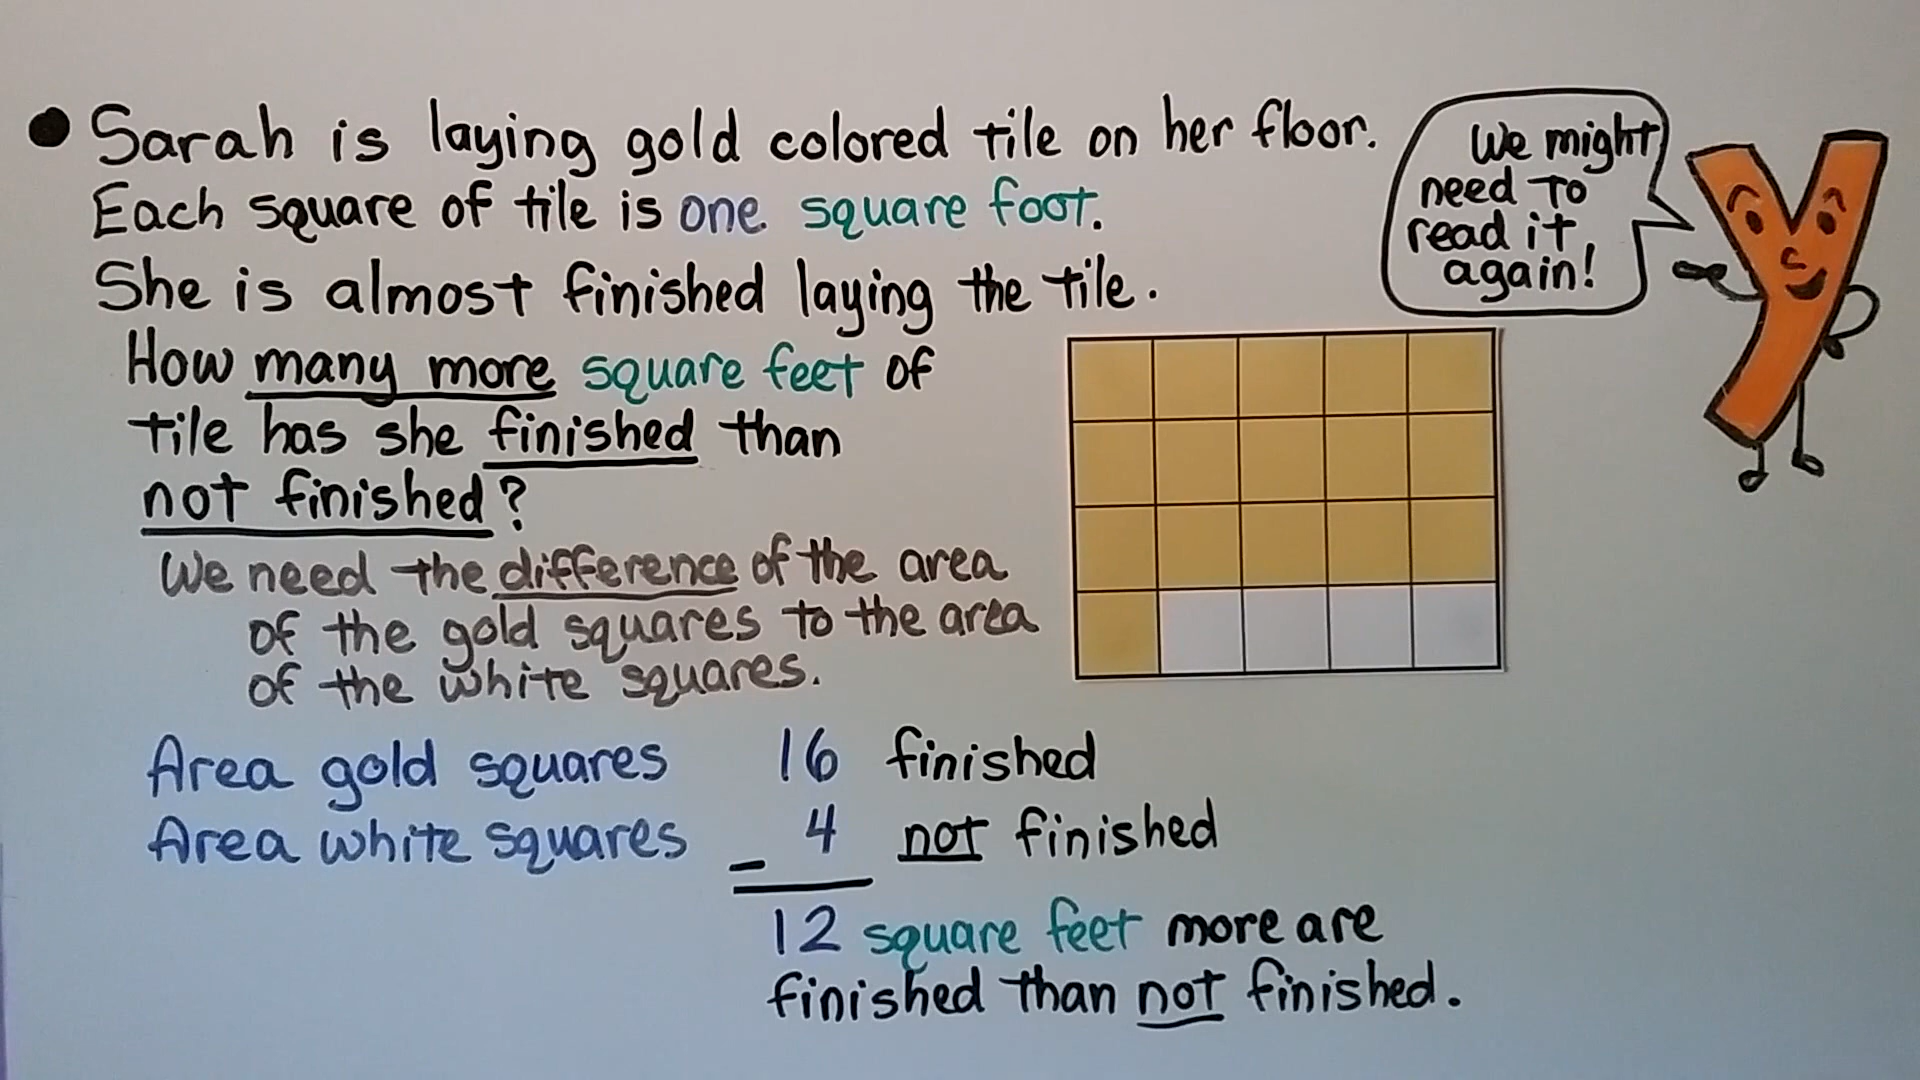 Sarah is laying gold colored tile on her floor.
Each square of tile is one square foot.
She is almost finished laying the tile.
How many more square feet of
tile has she finished than
not finished?
We need the difference of the area
of the gold squares to the area
of the white squares.
We might
need to
read it,
again!
Area gold squares 16 finished
Area white squares - 4 not finished
12 square feet more are
finished than not finished.